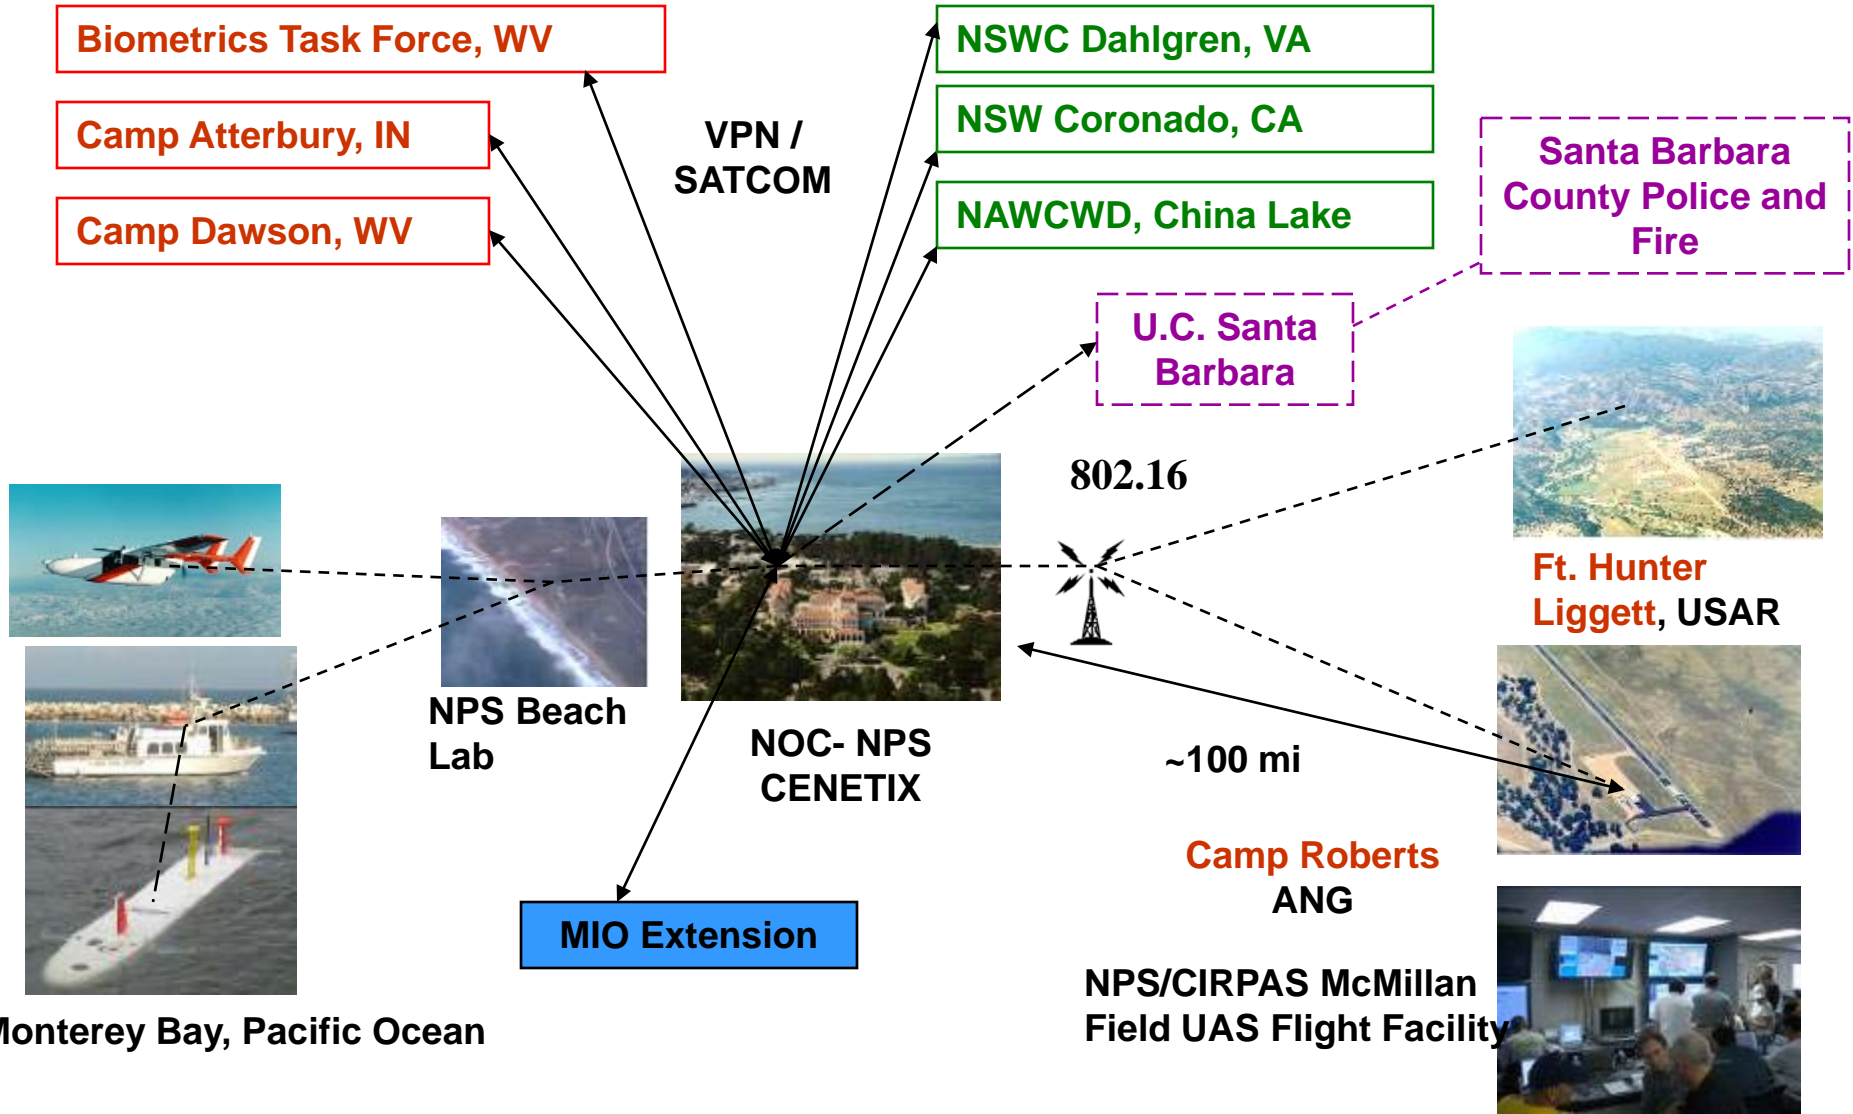 Biometrics Task Force, WV
NSWC Dahlgren, VA
Camp Atterbury, IN
VPN /
SATCOM
NSW Coronado, CA
Santa Barbara
County Police and
Fire
Camp Dawson, WV
NAWCWD, China Lake
U.C. Santa
Barbara
802.16
Ft. Hunter
Liggett, USAR
NPS Beach
Lab
NOC- NPS
CENETIX
~100 mi
Camp Roberts
ANG
MIO Extension
NPS/CIRPAS McMillan
Field UAS Flight Facility
Monterey Bay, Pacific Ocean